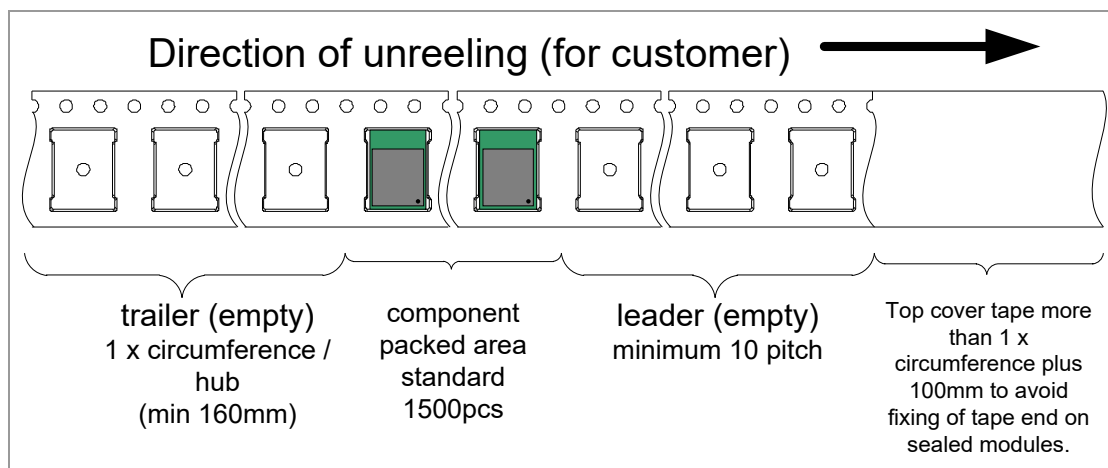 Direction of unreeling (for customer)
trailer (empty)
1 x circumference /
hub
(min 160mm)
component
packed area
standard
1500pcs
leader (empty)
minimum 10 pitch
Top cover tape more
than 1 x
circumference plus
100mm to avoid
fixing of tape end on
sealed modules.